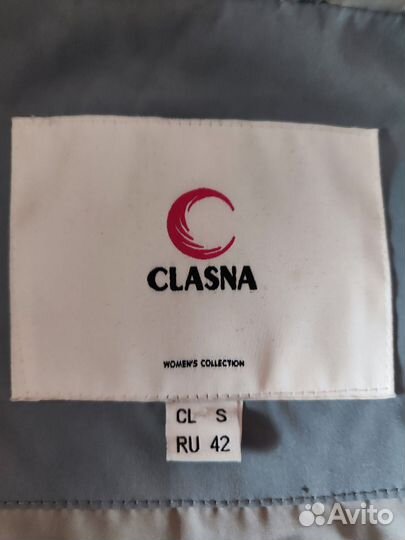 CLASNA
WOMEN'S COLLECTION
CL S
RU 42
Avito